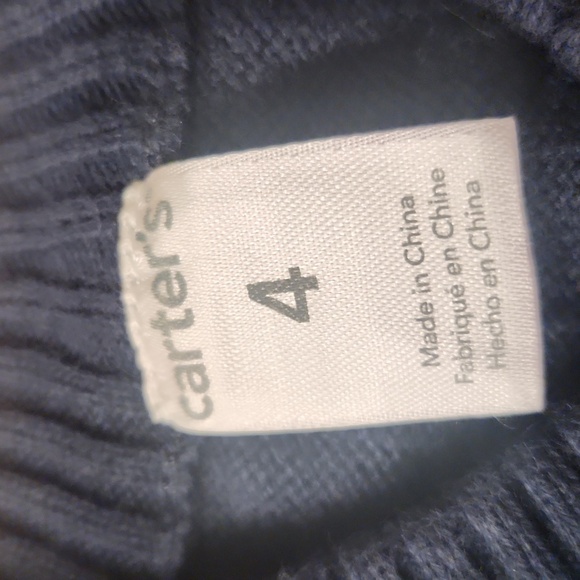 carter's
4
Made in China
Fabriqué en Chine
Hecho en China